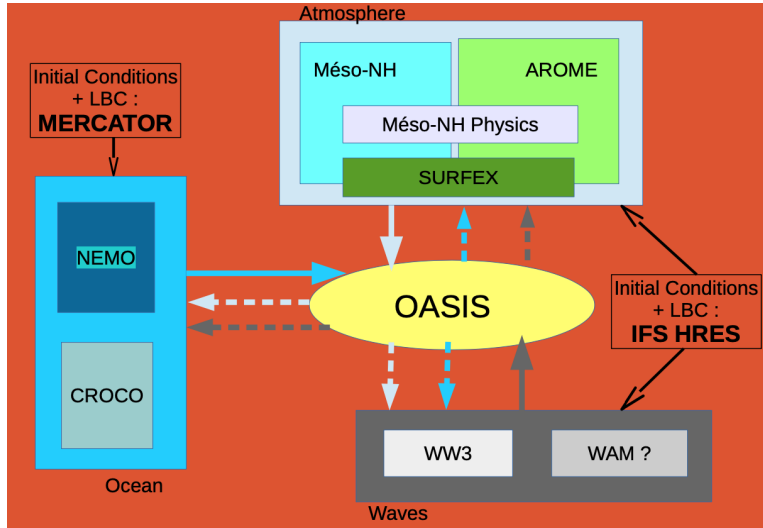 Atmosphere
Initial Conditions
+ LBC :
MERCATOR
Méso-NH
AROME
Méso-NH Physics
SURFEX
NEMO
CROCO
Ocean
OASIS
Initial Conditions
+ LBC :
IFS HRES
WW3
WAM ?
Waves